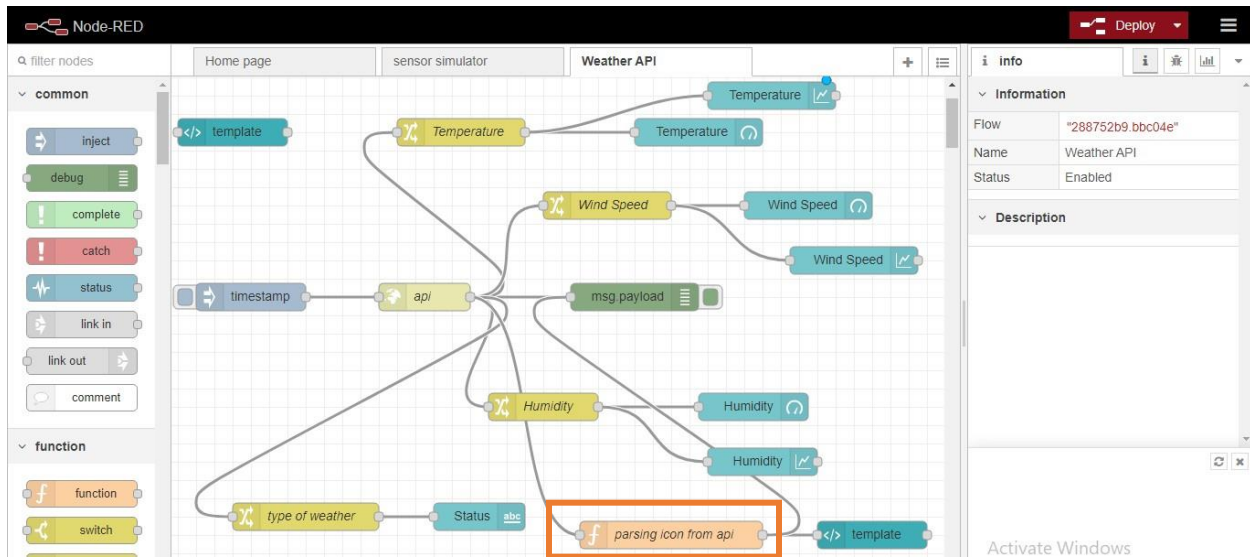 Node-RED
Deploy
filter nodes
Home page
sensor simulator
Weather API
i info
i
common
inject
debug
complete
catch
status
link in
link out
comment
function
function
switch
template
Temperature
Temperature
Temperature
Wind Speed
Wind Speed
Wind Speed
timestamp
api
msg.payload
Humidity
Humidity
Humidity
type of weather
Status
abc
parsing icon from api
template
Information
Flow
"288752b9.bbc04e"
Name
Weather API
Status
Enabled
Description
Activate Windows